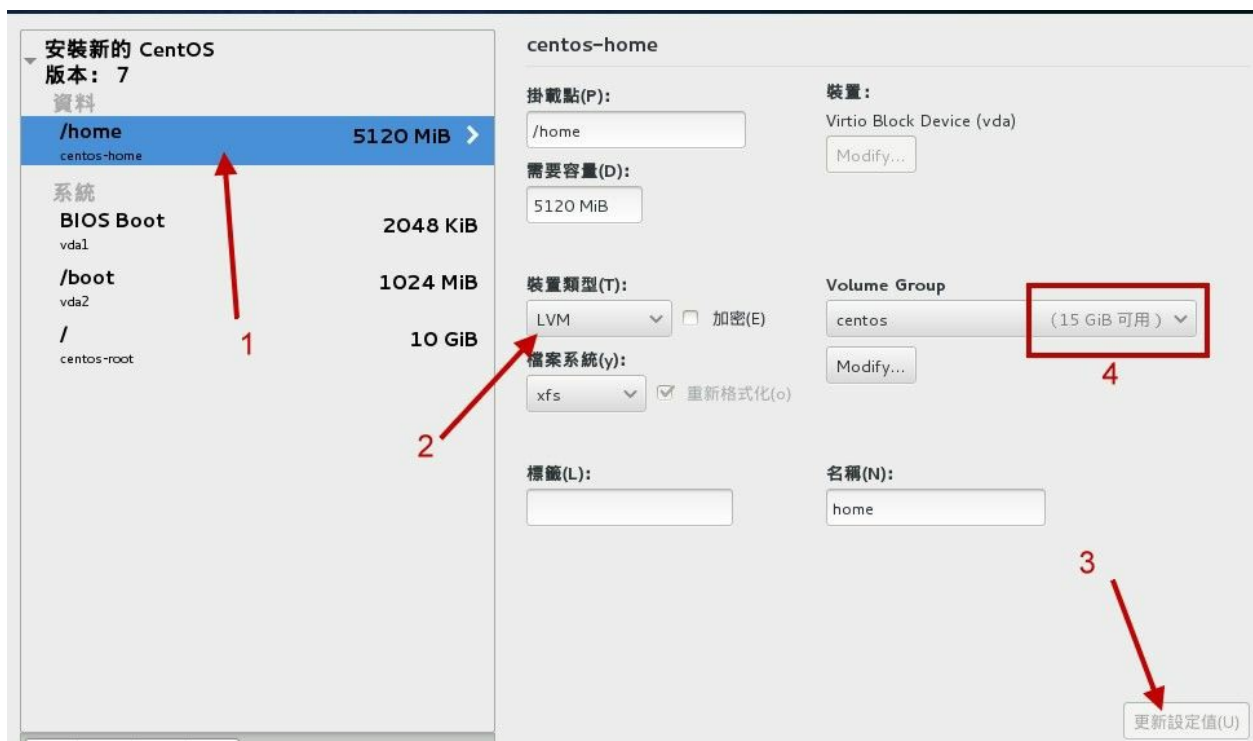 安裝新的 CentOS
版本： 7
資料
/home
5120 MiB
centos-home
系統
BIOS Boot
2048 KiB
vda1
/boot
1024 MiB
vda2
/
10 GiB
centos-root
1
2
centos-home
掛載點(P):
/home
需要容量(D):
5120 MiB
裝置：
Virtio Block Device (vda)
Modify...
裝置類型(T):
LVM
加密(E)
檔案系統(y):
xfs
重新格式化(o)
Volume Group
centos
(15 GiB 可用)
Modify...
4
標籤(L):
名稱(N):
home
3
更新設定值(U)